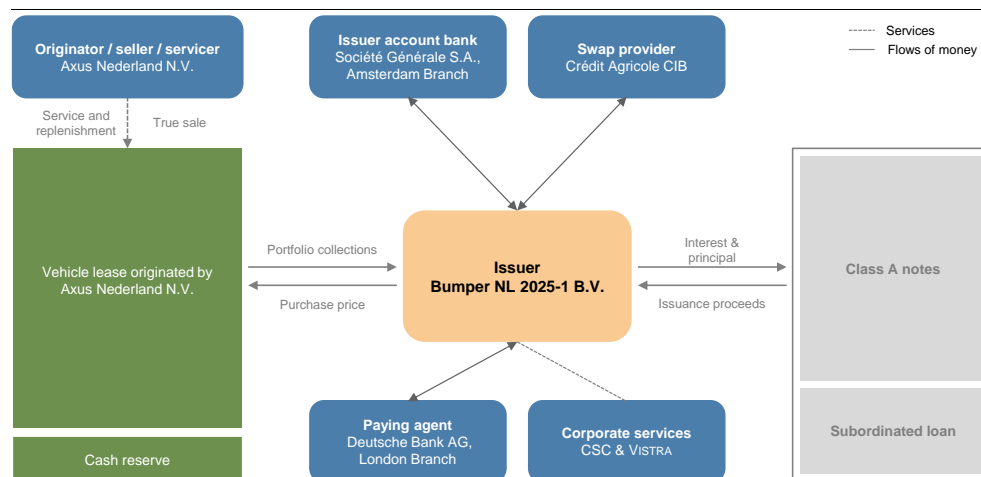 Originator / seller / servicer
Axus Nederland N.V.
Issuer account bank
Société Générale S.A.,
Amsterdam Branch
Swap provider
Crédit Agricole CIB
Services
Flows of money
Service and
replenishment
True sale
Vehicle lease originated by
Axus Nederland N.V.
Portfolio collections
Purchase price
Issuer
Bumper NL 2025-1 B.V.
Interest &
principal
Issuance proceeds
Class A notes
Cash reserve
Paying agent
Deutsche Bank AG,
London Branch
Corporate services
CSC & VISTRA
Subordinated loan